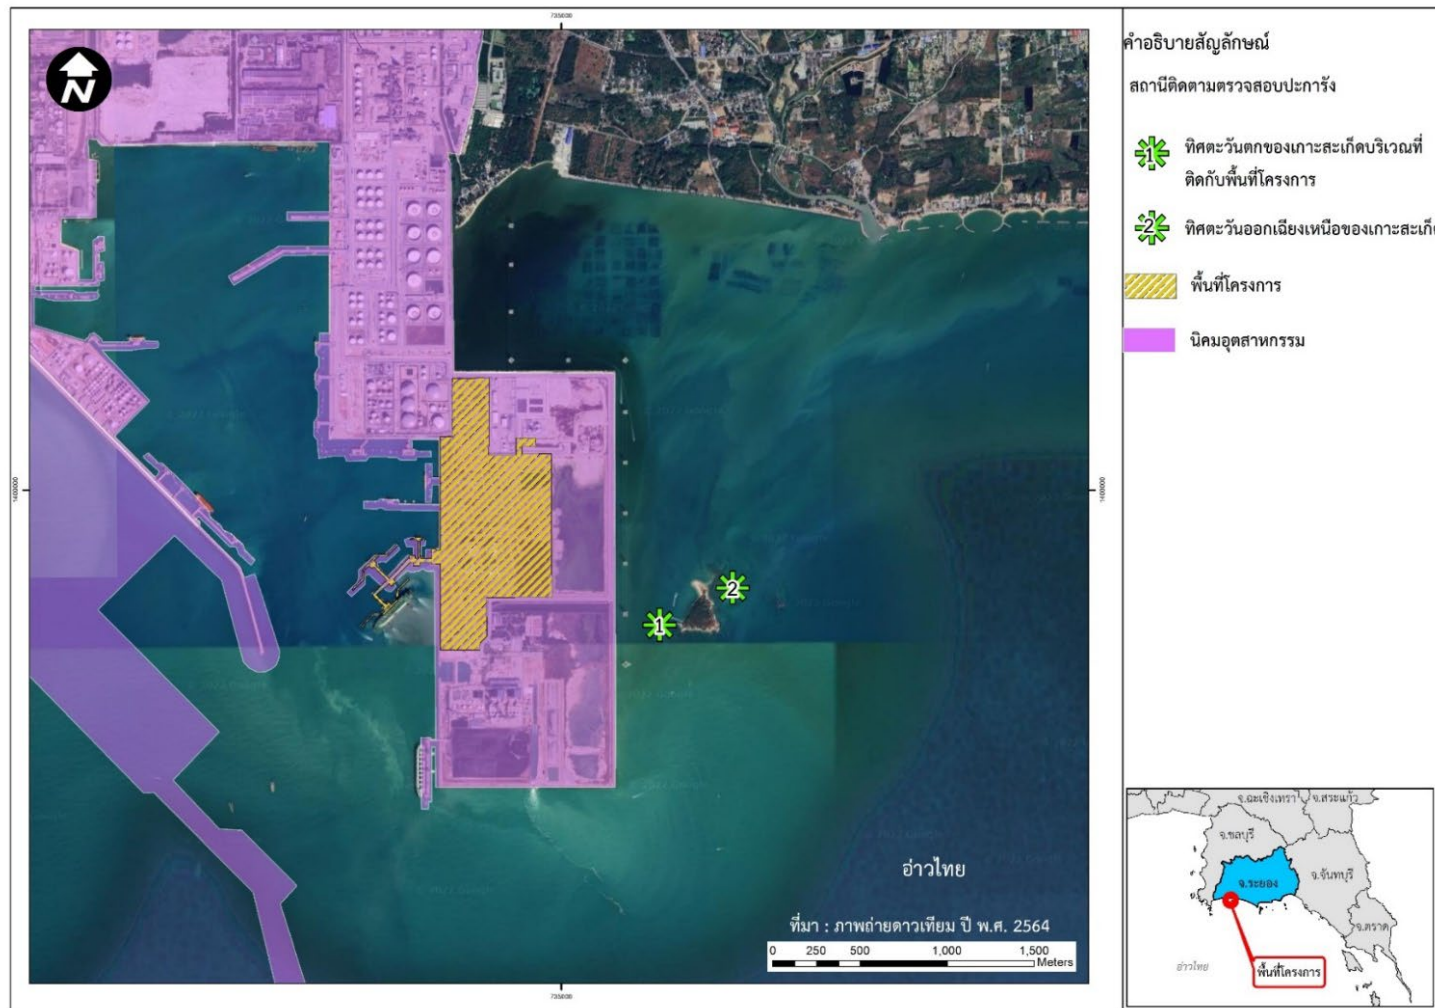 735000
N
1400000
1400000
อ่าวไทย
ที่มา : ภาพถ่ายดาวเทียม ปี พ.ศ. 2564
0 250 500 1,000 1,500
Meters
735000
1
2
คำอธิบายสัญลักษณ์
สถานีติดตามตรวจสอบปะการัง
1 ทิศตะวันตกของเกาะสะเก็ดบริเวณที่
ติดกับพื้นที่โครงการ
2 ทิศตะวันออกเฉียงเหนือของเกาะสะเก็ด
พื้นที่โครงการ
นิคมอุตสาหกรรม
จ.ฉะเชิงเทรา
จ.สระแก้ว
จ.ชลบุรี
จ.ระยอง
จ.จันทบุรี
จ.ตราด
อ่าวไทย
พื้นที่โครงการ